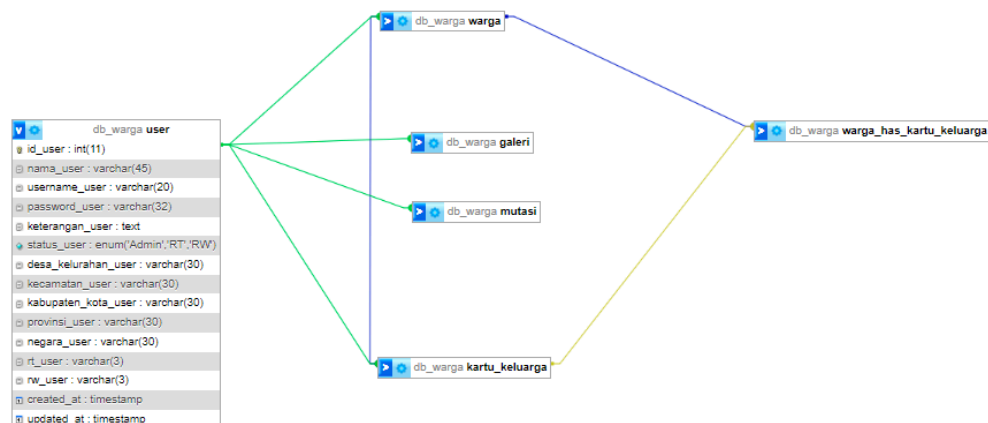 db_warga warga
db_warga user
id_user : int(11)
nama_user : varchar(45)
username_user : varchar(20)
password_user : varchar(32)
keterangan_user : text
status_user : enum('Admin','RT','RW')
desa_kelurahan_user : varchar(30)
kecamatan_user : varchar(30)
kabupaten_kota_user : varchar(30)
provinsi_user : varchar(30)
negara_user : varchar(30)
rt_user : varchar(3)
rw_user : varchar(3)
created_at : timestamp
updated_at : timestamp
db_warga galeri
db_warga mutasi
db_warga kartu_keluarga
db_warga warga_has_kartu_keluarga